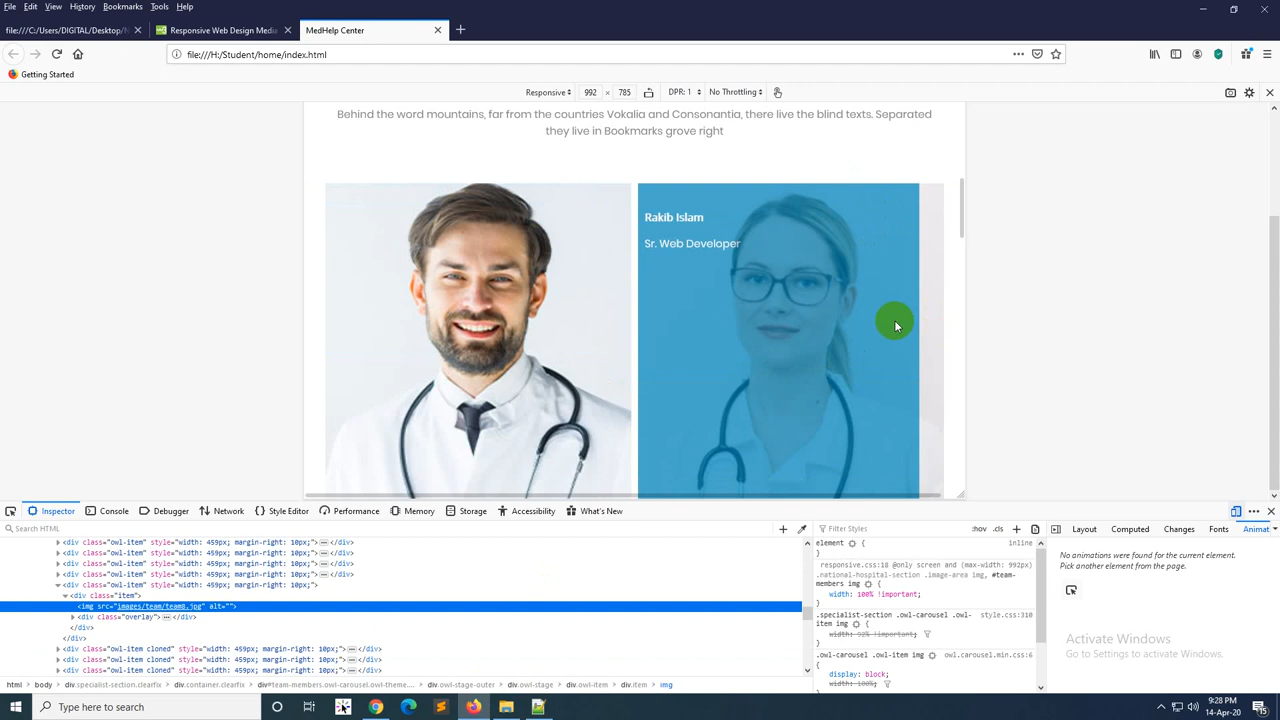 File Edit View History Bookmarks Tools Help
file:///C:/Users/DIGITAL/Desktop/N
Responsive Web Design Media
MedHelp Center
file:///H:/Student/home/index.html
Getting Started
Responsive 992 × 785 DPR: 1 No Throttling
Behind the word mountains, far from the countries Vokalia and Consonantia, there live the blind texts. Separated
they live in Bookmarks grove right
Rakib Islam
Sr. Web Developer
Inspector Console Debugger Network Style Editor Performance Memory Storage Accessibility What's New
Search HTML
<div class="owl-item" style="width: 459px; margin-right: 10px;"></div>
<div class="owl-item" style="width: 459px; margin-right: 10px;"></div>
<div class="owl-item" style="width: 459px; margin-right: 10px;"></div>
<div class="owl-item" style="width: 459px; margin-right: 10px;"></div>
<div class="owl-item" style="width: 459px; margin-right: 10px;">
<div class="item">
<img src="images/team/team8.jpg" alt="">
<div class="overlay"></div>
</div>
</div>
<div class="owl-item cloned" style="width: 459px; margin-right: 10px;"></div>
<div class="owl-item cloned" style="width: 459px; margin-right: 10px;"></div>
<div class="owl-item cloned" style="width: 459px; margin-right: 10px;"></div>
html body div.specialist-section.clearfix div.container.clearfix div#team-members.owl-carousel.owl-theme.... div.owl-stage-outer div.owl-stage div.owl-item div.item img
Filter Styles :hov .cls
element { inline
}
responsive.css:18 @only screen and (max-width: 992px)
.national-hospital-section .image-area img, #team-
members img {
width: 100% !important;
}
.specialist-section .owl-carousel .owl- style.css:310
item img {
width: 92% !important;
}
.owl-carousel .owl-item img owl.carousel.min.css:6
{
display: block;
width: 100%;
Layout Computed Changes Fonts Animat
No animations were found for the current element.
Pick another element from the page.
Activate Windows
Go to Settings to activate Windows.
Type here to search
9:28 PM
14-Apr-20
15